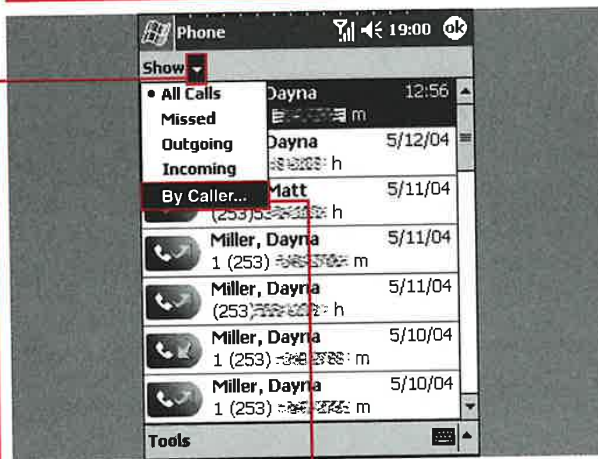 Phone 19:00 ok
Show
All Calls Dayna 12:56
Missed m
Outgoing Dayna 5/12/04
Incoming h
By Caller... Matt 5/11/04
(253) h
Miller, Dayna 5/11/04
1 (253) m
Miller, Dayna 5/11/04
(253) h
Miller, Dayna 5/10/04
1 (253) m
Miller, Dayna 5/10/04
1 (253) m
Tools